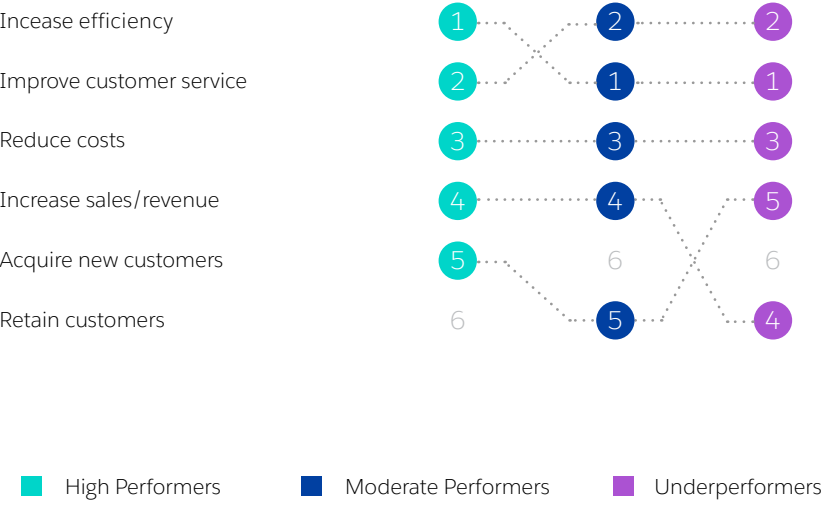 Incease efficiency 1 2 2
Improve customer service 2 1 1
Reduce costs 3 3 3
Increase sales/revenue 4 4 5
Acquire new customers 5 6 6
Retain customers 6 5 4
High Performers Moderate Performers Underperformers